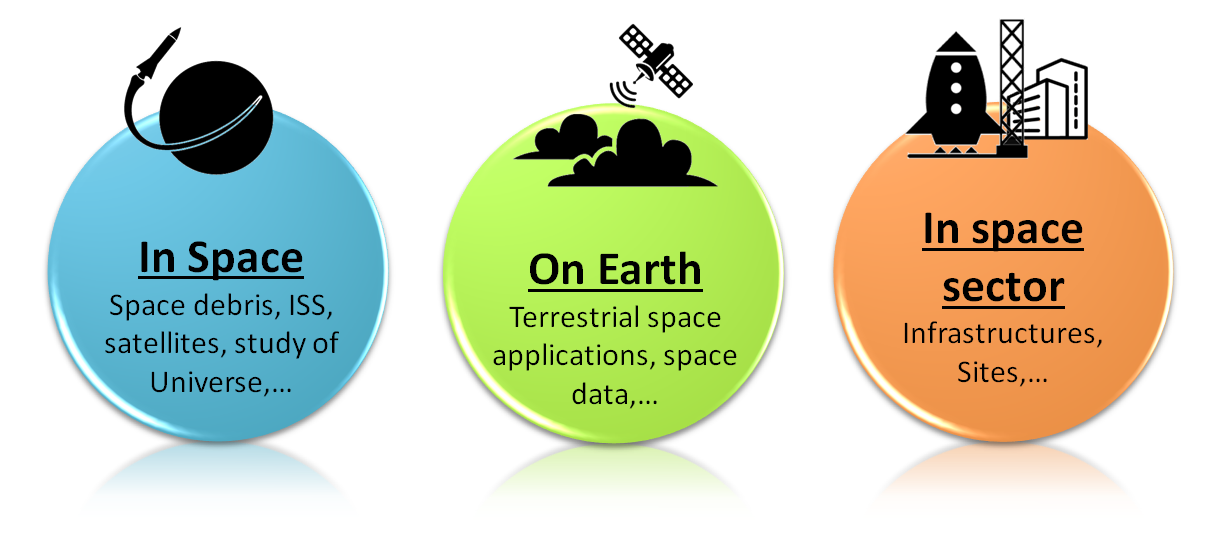 In Space
Space debris, ISS,
satellites, study of
Universe,...
On Earth
Terrestrial space
applications, space
data,...
In space
sector
Infrastructures,
Sites,...